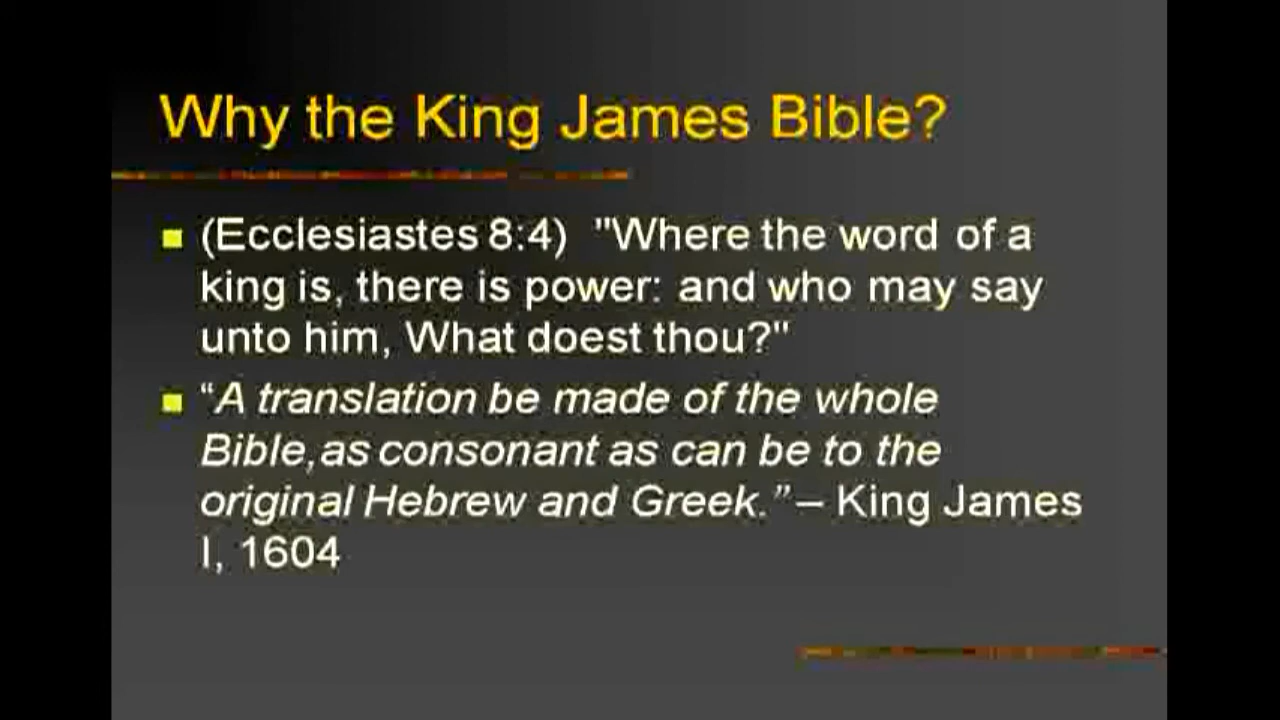 Why the King James Bible?
(Ecclesiastes 8:4) "Where the word of a
king is, there is power: and who may say
unto him, What doest thou?"
“A translation be made of the whole
Bible,as consonant as can be to the
original Hebrew and Greek.” – King James
I, 1604